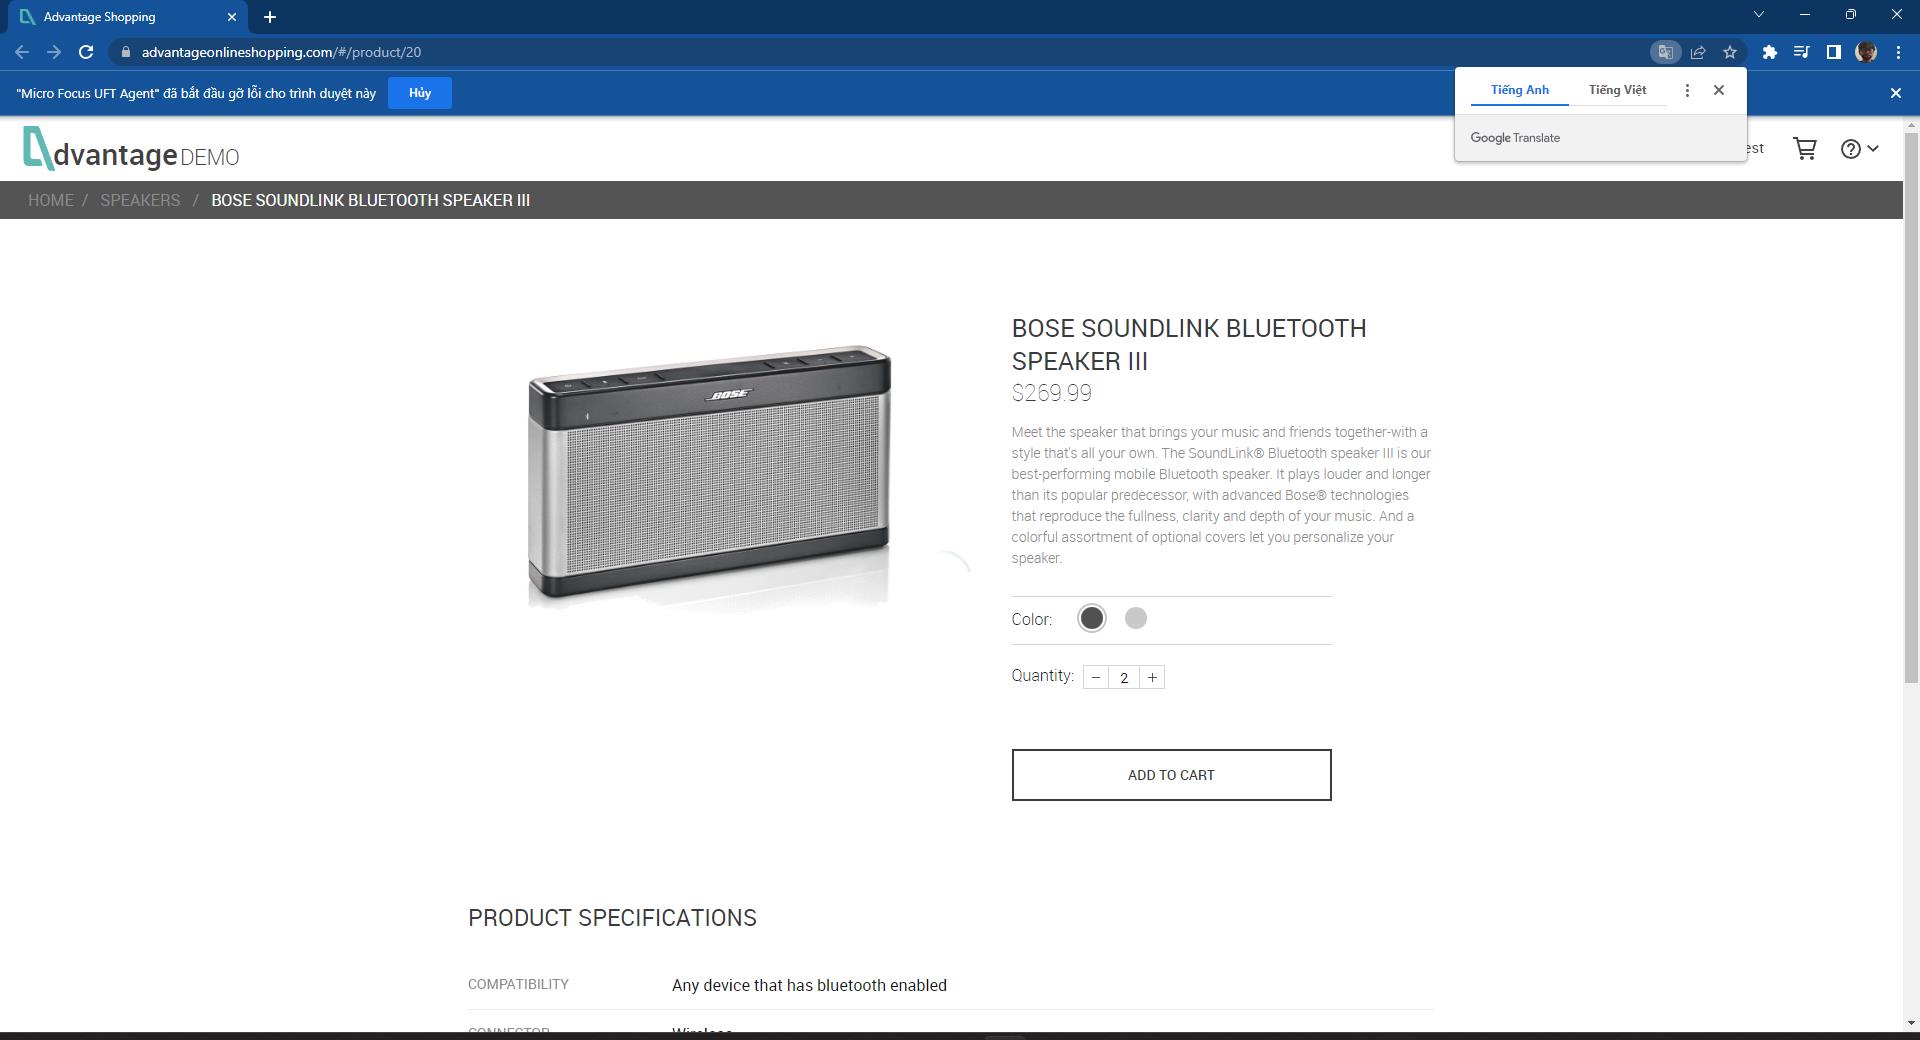 Advantage Shopping
advantageonlineshopping.com/#/product/20
"Micro Focus UFT Agent" đã bắt đầu gỡ lỗi cho trình duyệt này
Hủy
Tiếng Anh
Tiếng Việt
Google Translate
dvantage DEMO
est
HOME / SPEAKERS / BOSE SOUNDLINK BLUETOOTH SPEAKER III
BOSE
BOSE SOUNDLINK BLUETOOTH
SPEAKER III
$269.99
Meet the speaker that brings your music and friends together-with a
style that's all your own. The SoundLink® Bluetooth speaker III is our
best-performing mobile Bluetooth speaker. It plays louder and longer
than its popular predecessor, with advanced Bose® technologies
that reproduce the fullness, clarity and depth of your music. And a
colorful assortment of optional covers let you personalize your
speaker.
Color:
Quantity: − 2 +
ADD TO CART
PRODUCT SPECIFICATIONS
COMPATIBILITY Any device that has bluetooth enabled
CONNECTOR Wireless